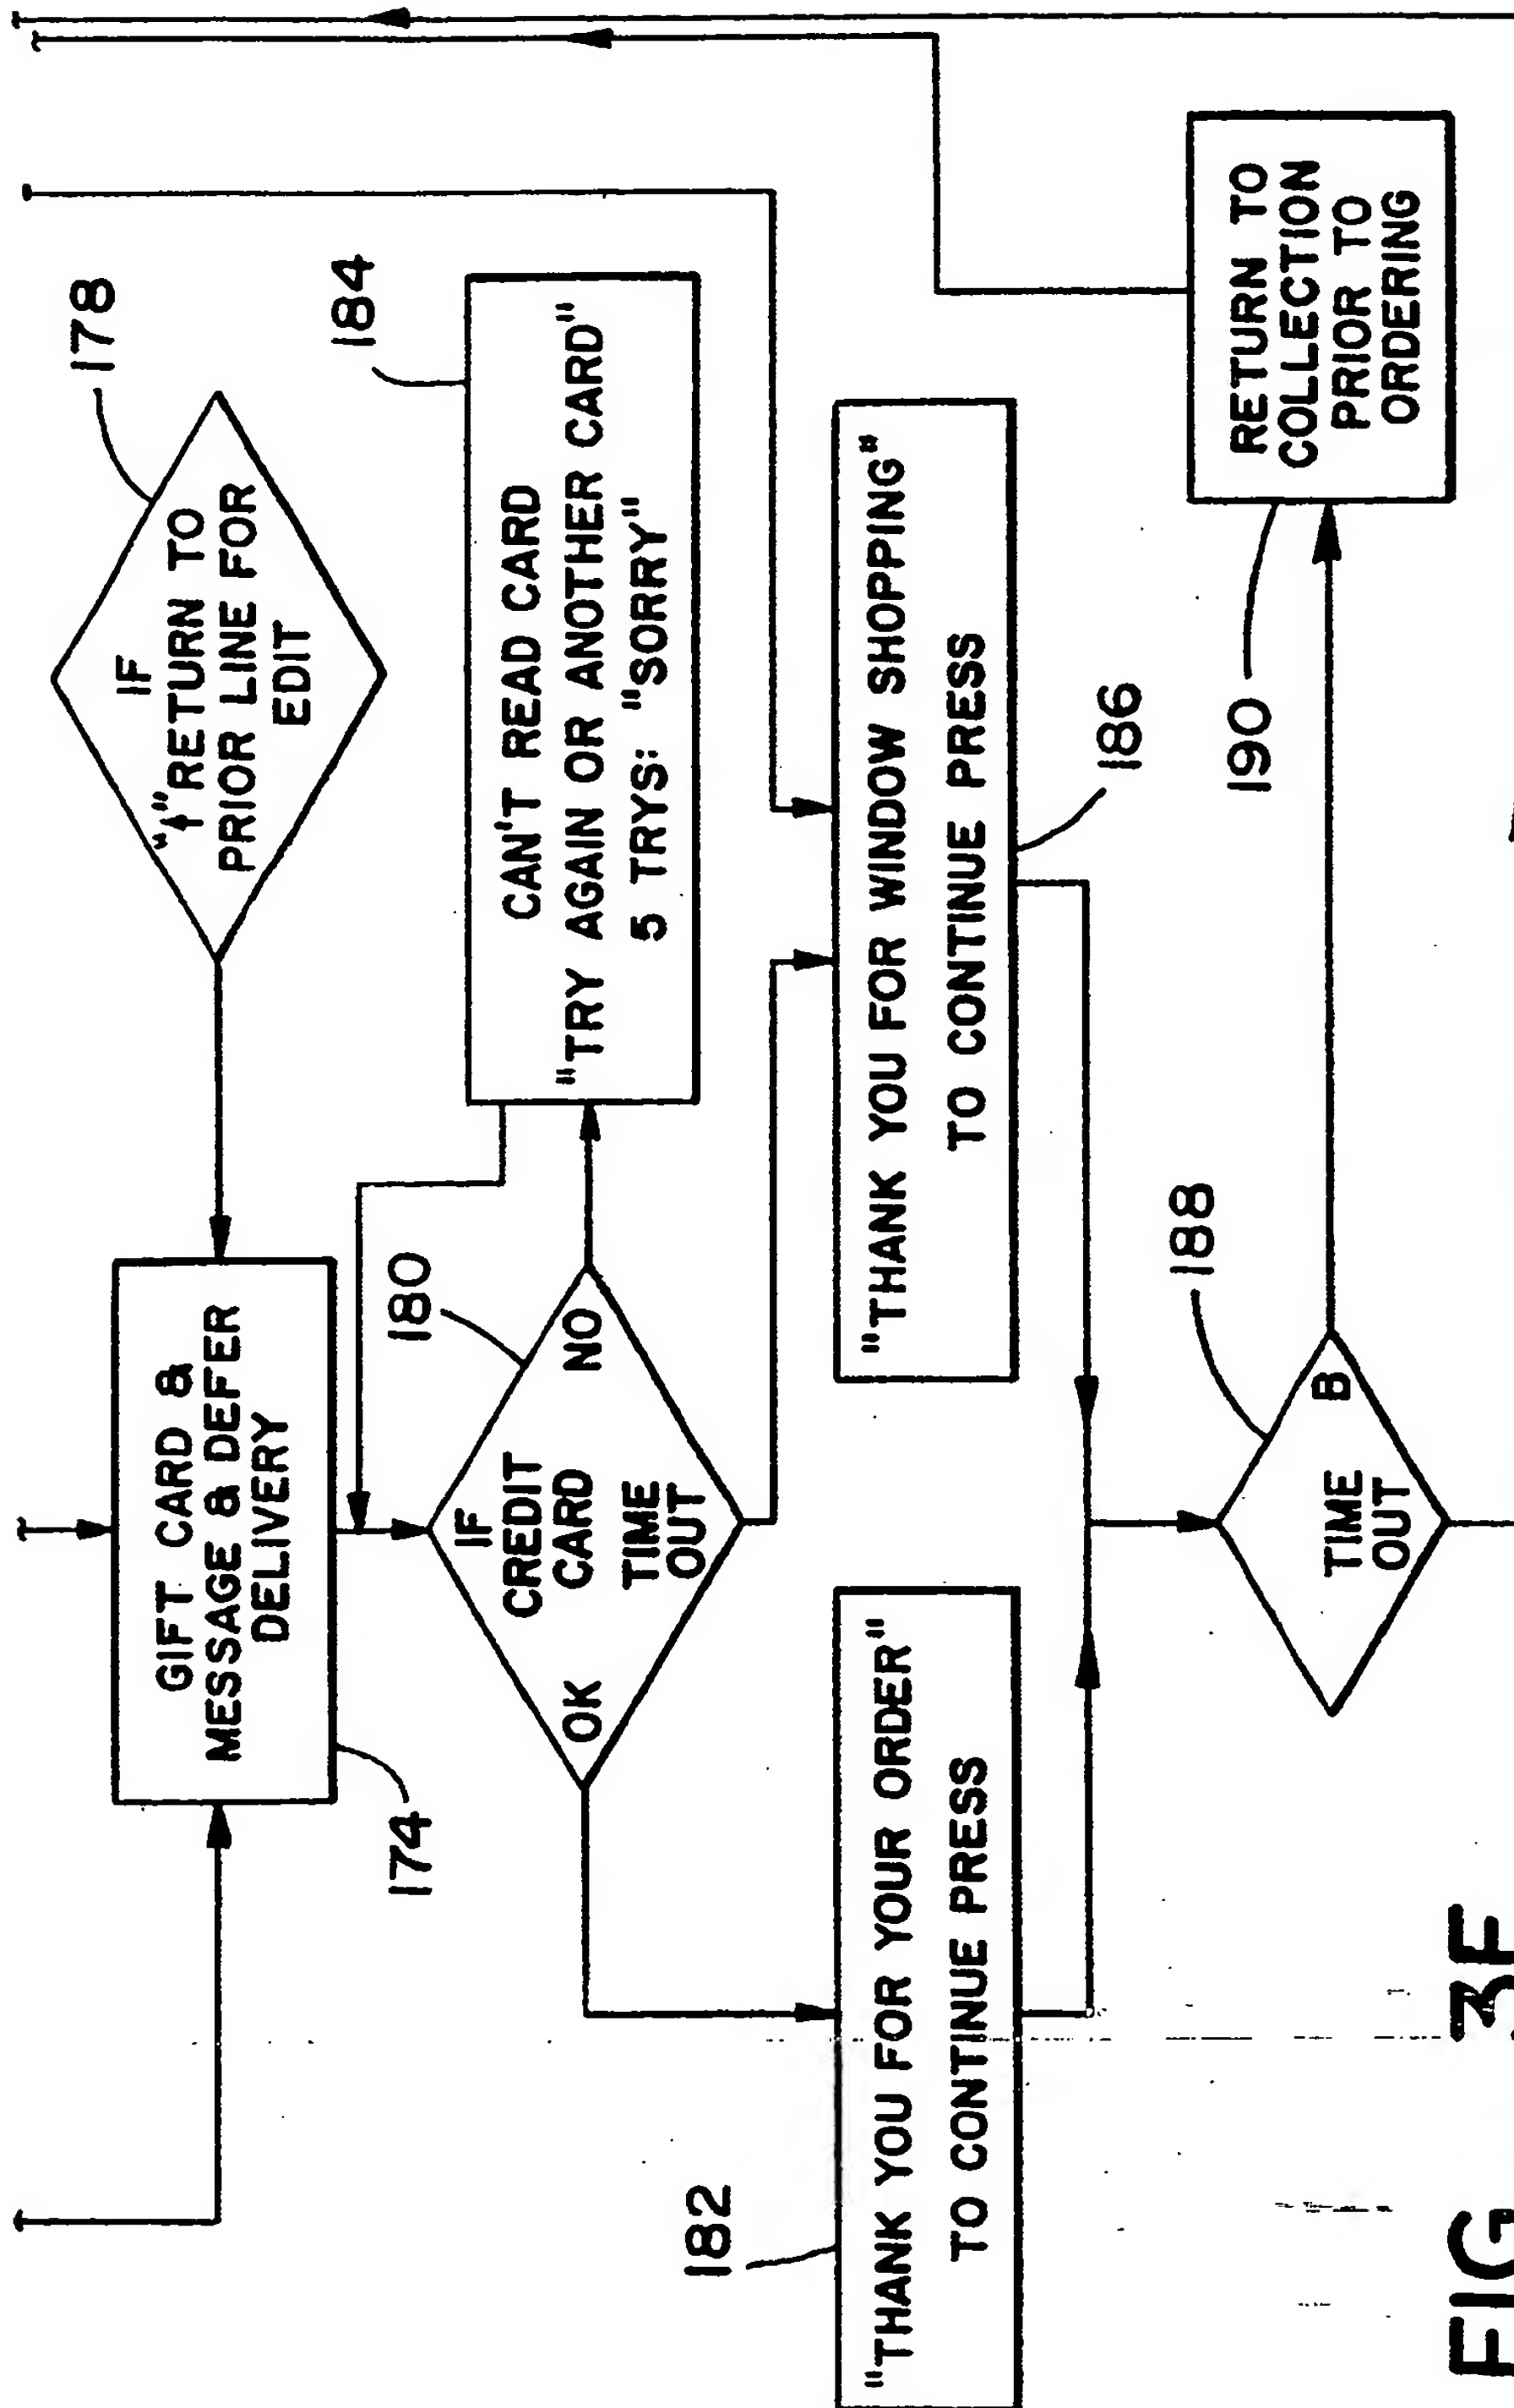 178
IF
"↑" RETURN TO
PRIOR LINE FOR
EDIT
GIFT CARD &
MESSAGE & DEFER
DELIVERY
174
184
CAN'T READ CARD
"TRY AGAIN OR ANOTHER CARD"
5 TRYS: "SORRY"
180
IF
CREDIT
OK CARD NO
TIME
OUT
182
"THANK YOU FOR YOUR ORDER"
TO CONTINUE PRESS
"THANK YOU FOR WINDOW SHOPPING"
TO CONTINUE PRESS
186
188
B
TIME
OUT
190
RETURN TO
COLLECTION
PRIOR TO
ORDERING
FIG 3F